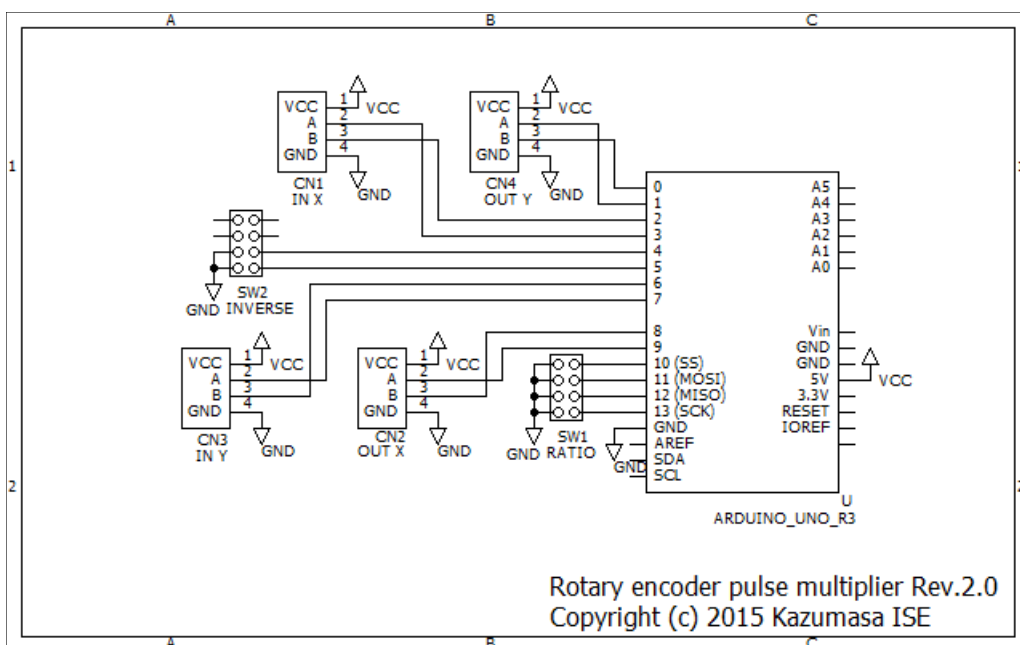 A B C
1
VCC
A
B
GND
1
2
3
4
VCC
GND
CN1
IN X
VCC
A
B
GND
1
2
3
4
VCC
GND
CN4
OUT Y
SW2
INVERSE
GND
VCC
A
B
GND
1
2
3
4
VCC
GND
CN3
IN Y
VCC
A
B
GND
1
2
3
4
VCC
GND
CN2
OUT X
SW1
RATIO
GND
0
1
2
3
4
5
6
7
8
9
10 (SS)
11 (MOSI)
12 (MISO)
13 (SCK)
GND
AREF
SDA
SCL
GND
A5
A4
A3
A2
A1
A0
Vin
GND
GND
5V
3.3V
RESET
IOREF
VCC
U
ARDUINO_UNO_R3
2
Rotary encoder pulse multiplier Rev.2.0
Copyright (c) 2015 Kazumasa ISE
A B C